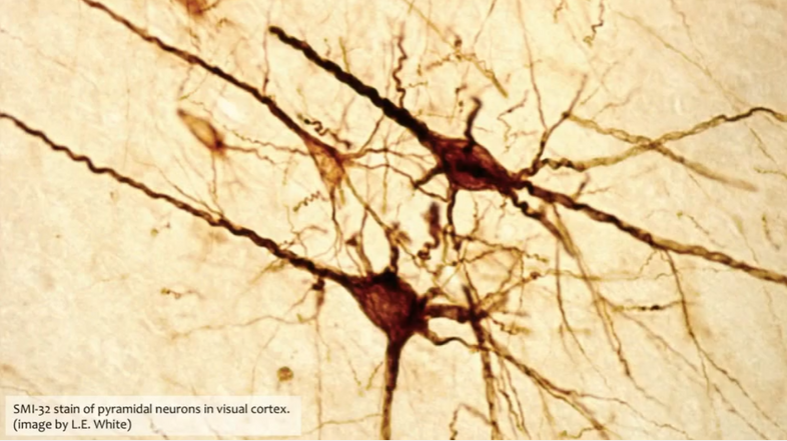 SMI-32 stain of pyramidal neurons in visual cortex.
(image by L.E. White)